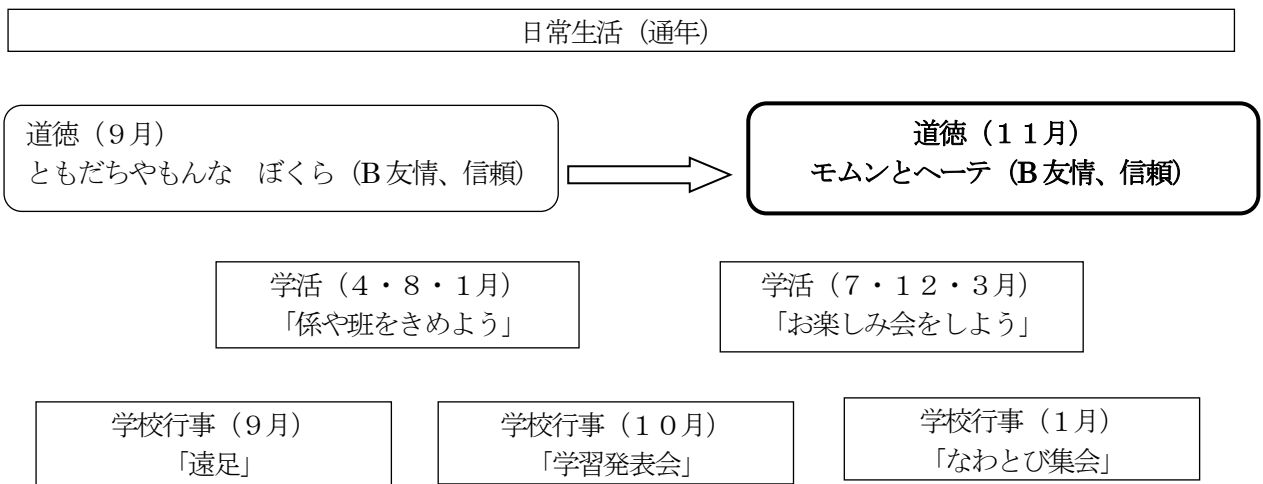 日常生活（通年）
道徳（９月）
ともだちやもんな　ぼくら（B 友情、信頼）
道徳（１１月）
モムンとヘーテ（B 友情、信頼）
学活（４・８・１月）
「係や班をきめよう」
学活（７・１２・３月）
「お楽しみ会をしよう」
学校行事（９月）
「遠足」
学校行事（１０月）
「学習発表会」
学校行事（１月）
「なわとび集会」